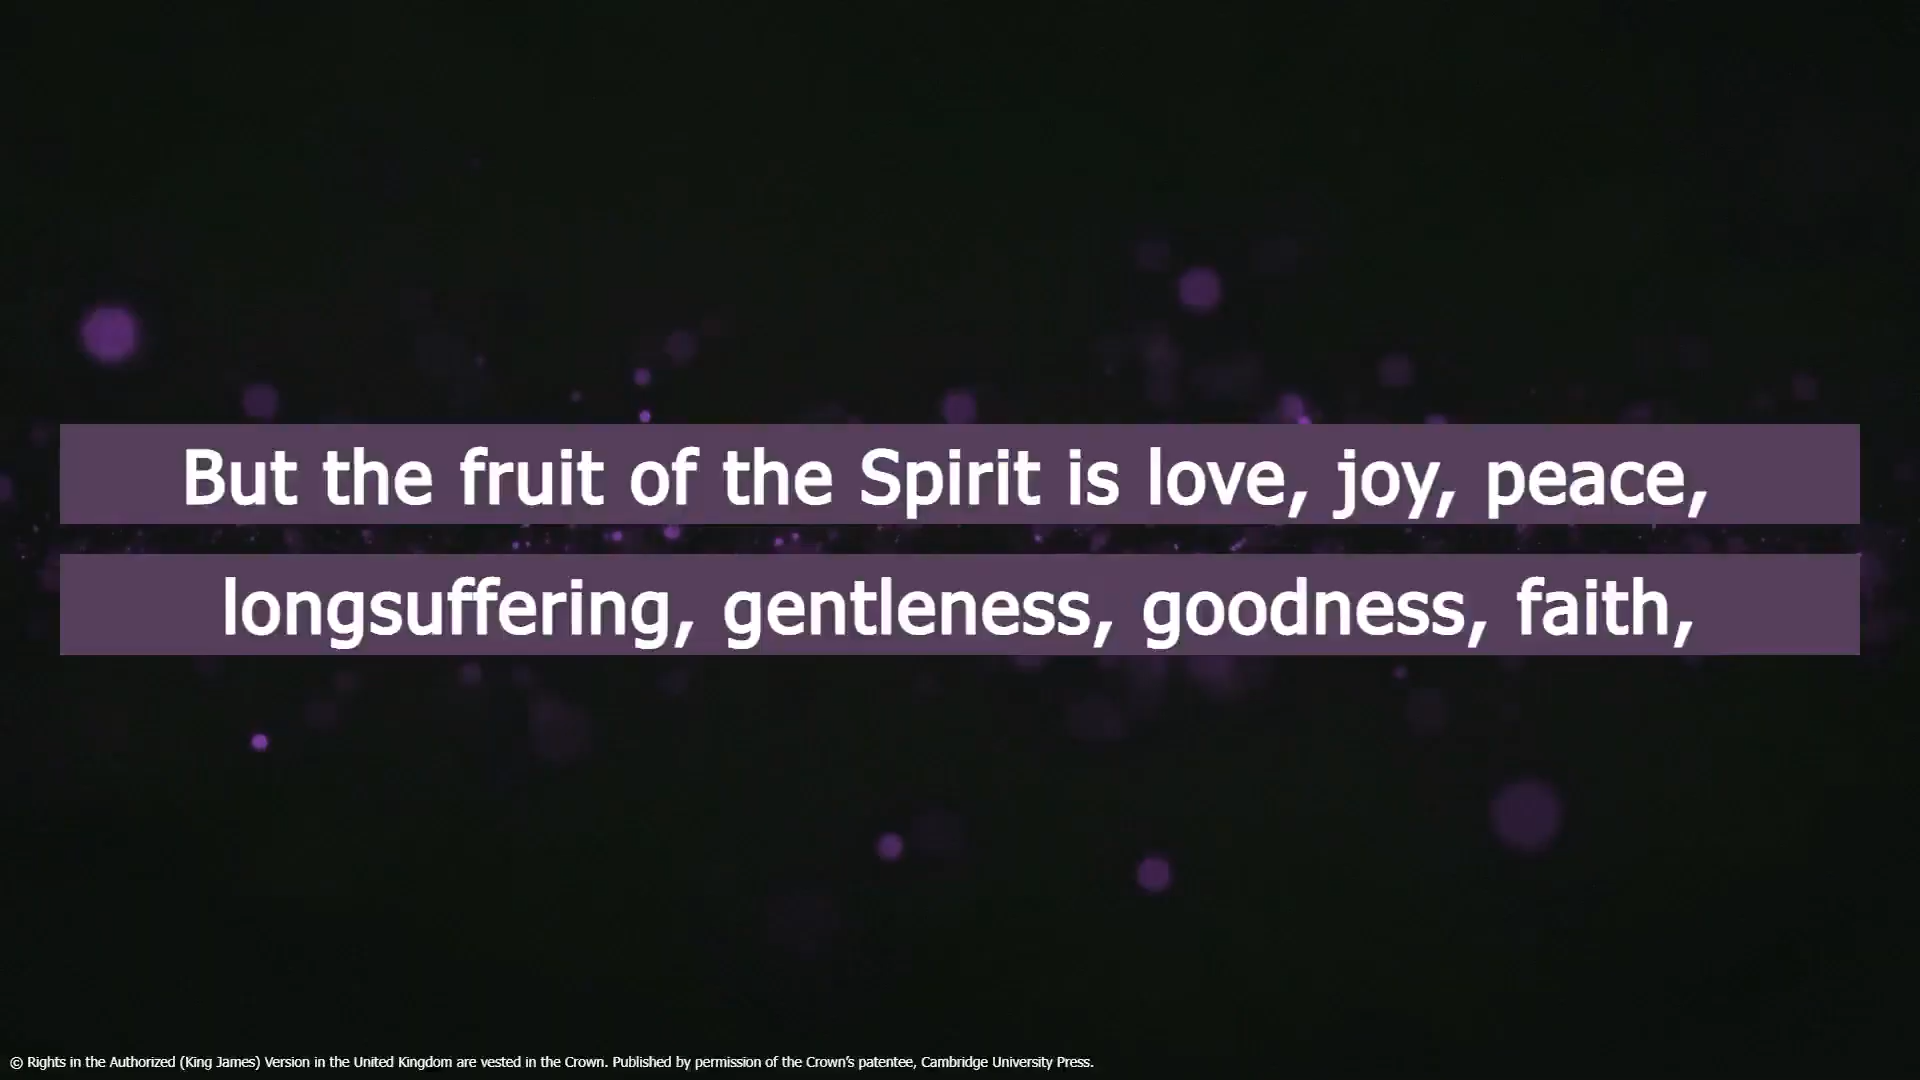 But the fruit of the Spirit is love, joy, peace,
longsuffering, gentleness, goodness, faith,
© Rights in the Authorized (King James) Version in the United Kingdom are vested in the Crown. Published by permission of the Crown’s patentee, Cambridge University Press.